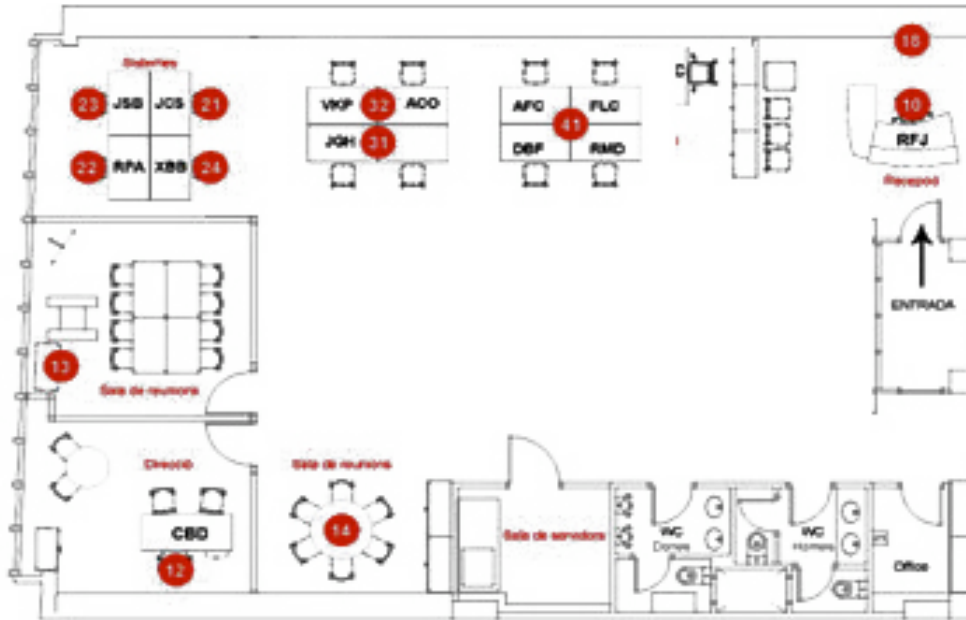 Sistemes
23 JSB JCS 21
22 RPA XBB 24
VKP 32 ACO
JGH 31
AFC FLC
41
DBF RMD
15
10
RFJ
Recepció
ENTRADA
13
Sala de reunions
Direcció
CBD
12
Sala de reunions
14
Sala de servidors
WC
Dones
WC
Homes
Office